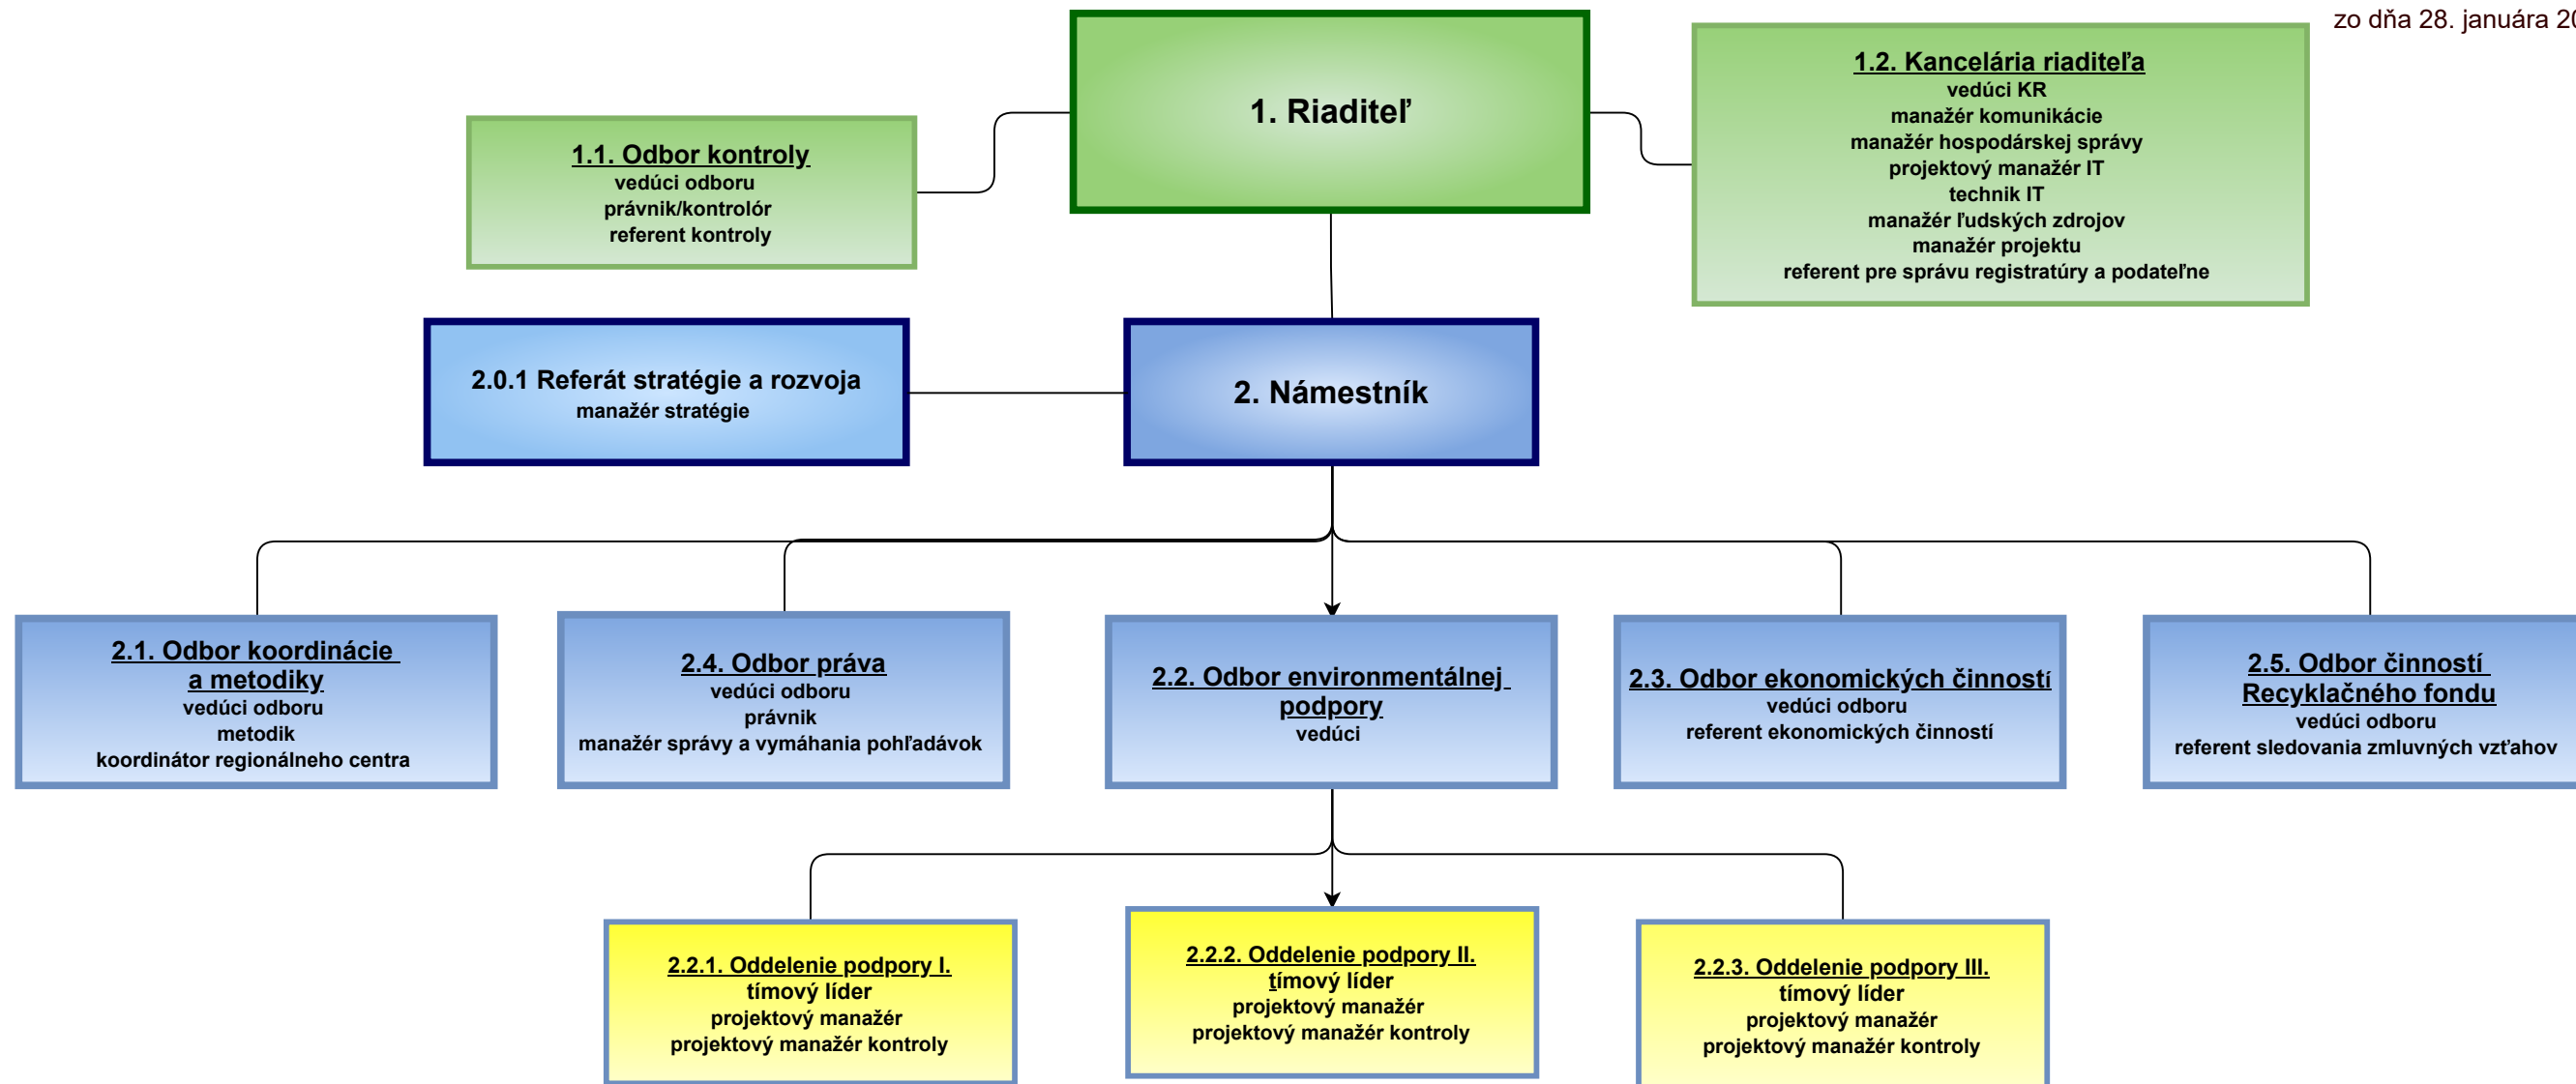 zo dňa 28. januára 20
1. Riaditeľ
1.2. Kancelária riaditeľa
vedúci KR
manažér komunikácie
manažér hospodárskej správy
projektový manažér IT
technik IT
manažér ľudských zdrojov
manažér projektu
referent pre správu registratúry a podateľne
1.1. Odbor kontroly
vedúci odboru
právnik/kontrolór
referent kontroly
2.0.1 Referát stratégie a rozvoja
manažér stratégie
2. Námestník
2.1. Odbor koordinácie
a metodiky
vedúci odboru
metodik
koordinátor regionálneho centra
2.4. Odbor práva
vedúci odboru
právnik
manažér správy a vymáhania pohľadávok
2.2. Odbor environmentálnej
podpory
vedúci
2.3. Odbor ekonomických činností
vedúci odboru
referent ekonomických činností
2.5. Odbor činností
Recyklačného fondu
vedúci odboru
referent sledovania zmluvných vzťahov
2.2.1. Oddelenie podpory I.
tímový líder
projektový manažér
projektový manažér kontroly
2.2.2. Oddelenie podpory II.
tímový líder
projektový manažér
projektový manažér kontroly
2.2.3. Oddelenie podpory III.
tímový líder
projektový manažér
projektový manažér kontroly